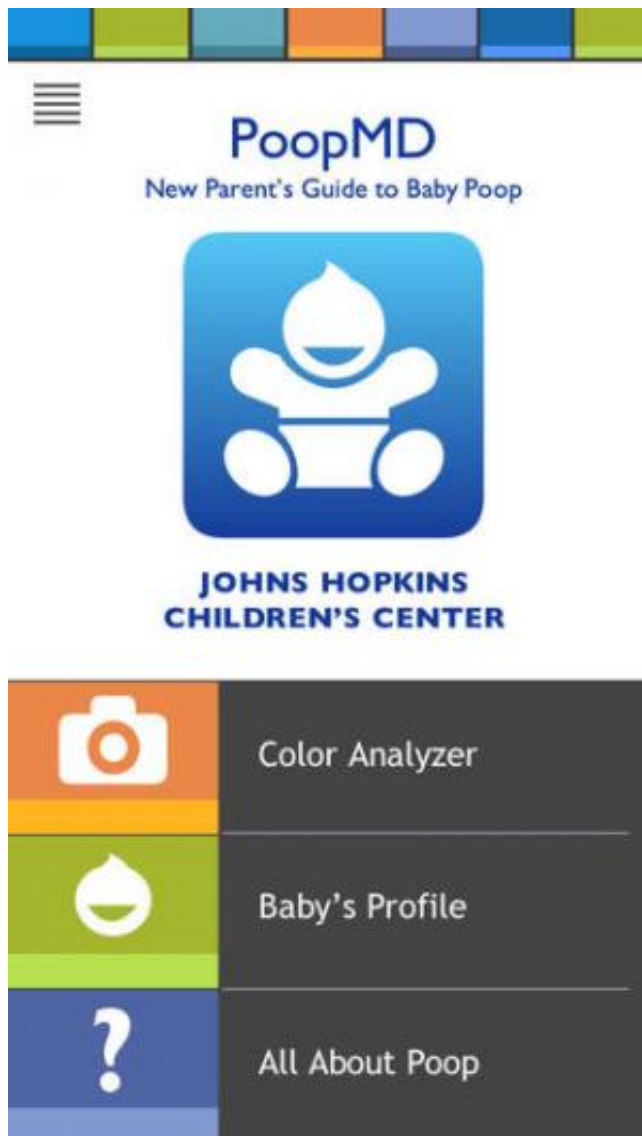 PoopMD
New Parent's Guide to Baby Poop
JOHNS HOPKINS
CHILDREN'S CENTER
Color Analyzer
Baby's Profile
?
All About Poop